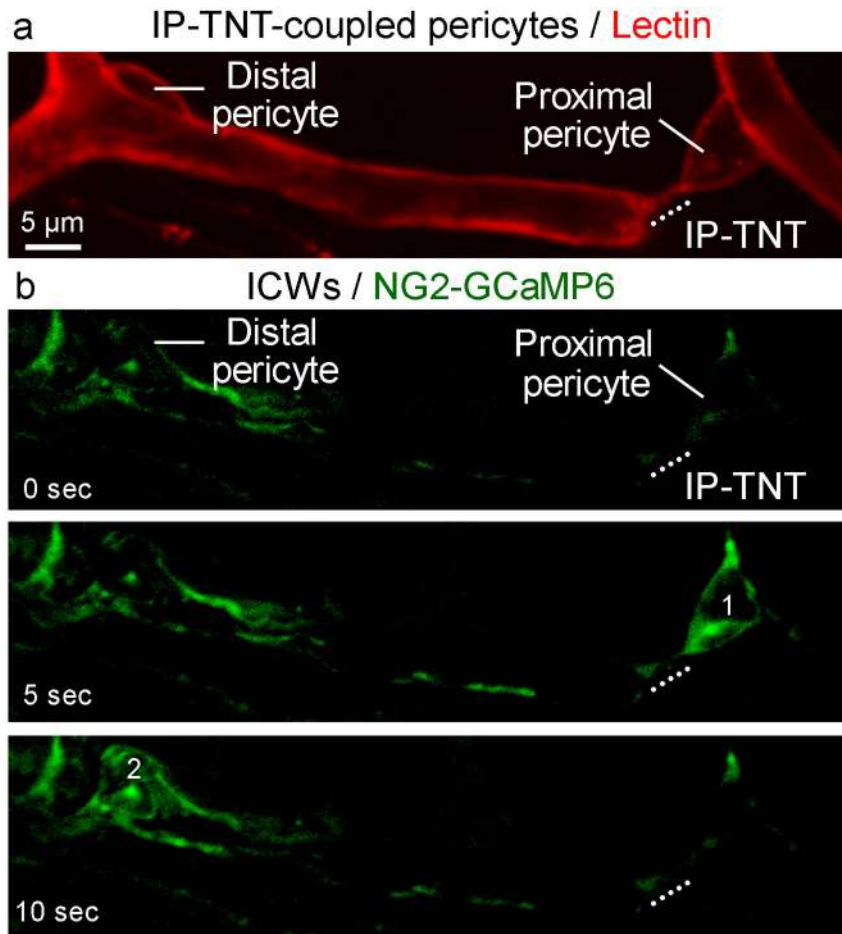 a
IP-TNT-coupled pericytes / Lectin
Distal
pericyte
Proximal
pericyte
5 µm
IP-TNT
b
ICWs / NG2-GCaMP6
Distal
pericyte
Proximal
pericyte
0 sec
IP-TNT
1
5 sec
2
10 sec